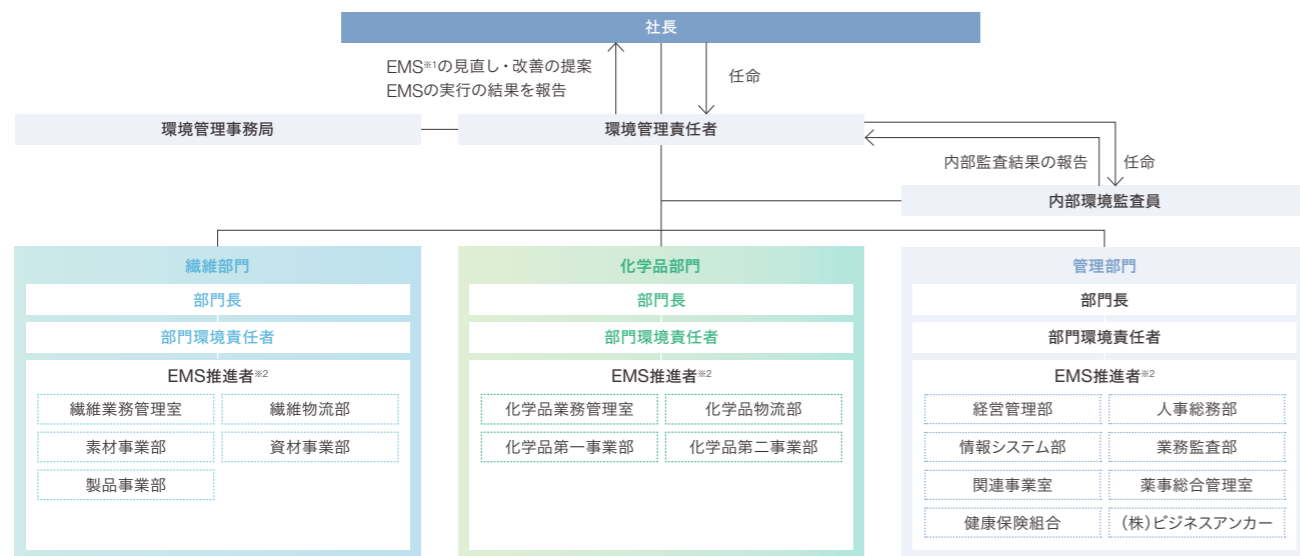 社長
EMS※1の見直し・改善の提案
EMSの実行の結果を報告
任命
環境管理事務局
環境管理責任者
内部監査結果の報告
任命
内部環境監査員
繊維部門
部門長
部門環境責任者
EMS推進者※2
繊維業務管理室
繊維物流部
素材事業部
資材事業部
製品事業部
化学品部門
部門長
部門環境責任者
EMS推進者※2
化学品業務管理室
化学品物流部
化学品第一事業部
化学品第二事業部
管理部門
部門長
部門環境責任者
EMS推進者※2
経営管理部
人事総務部
情報システム部
業務監査部
関連事業室
薬事総合管理室
健康保険組合
(株)ビジネスアンカー